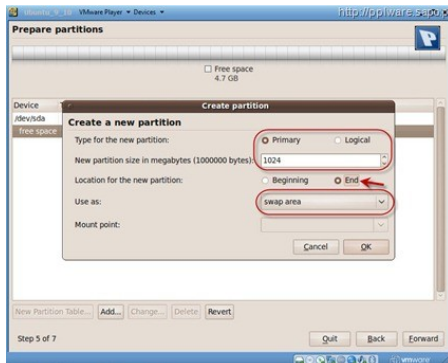 VMware Player ▾ Devices ▾
http://pplware.sapo
Prepare partitions
Free space
4.7 GB
Device
/dev/sda
free space
Create partition
Create a new partition
Type for the new partition:
Primary
Logical
New partition size in megabytes (1000000 bytes):
1024
Location for the new partition:
Beginning
End
Use as:
swap area
Mount point:
Cancel
OK
New Partition Table...
Add...
Change...
Delete
Revert
Step 5 of 7
Quit
Back
Forward
vmware